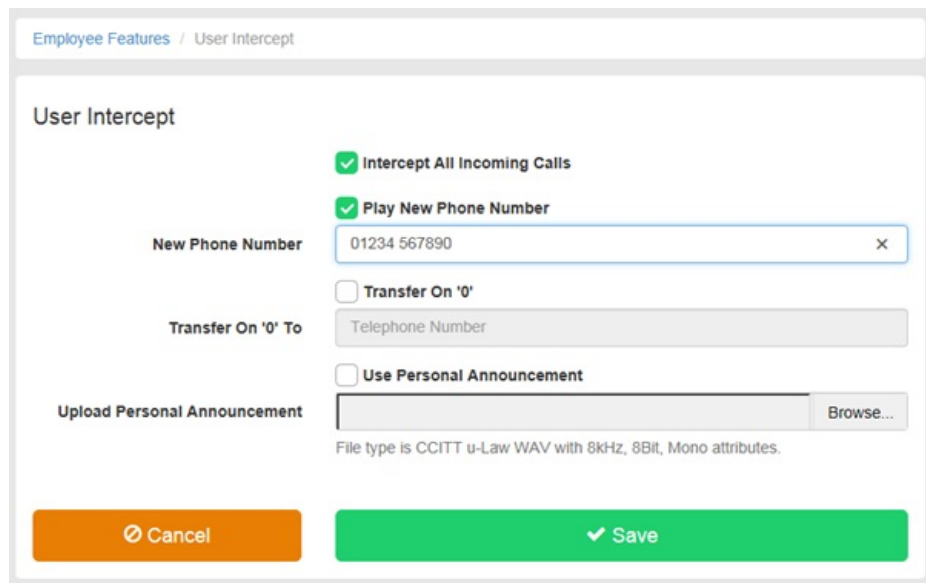 Employee Features / User Intercept
User Intercept
Intercept All Incoming Calls
Play New Phone Number
New Phone Number 01234 567890
Transfer On '0'
Transfer On '0' To Telephone Number
Use Personal Announcement
Upload Personal Announcement Browse...
File type is CCITT u-Law WAV with 8kHz, 8Bit, Mono attributes.
Cancel Save